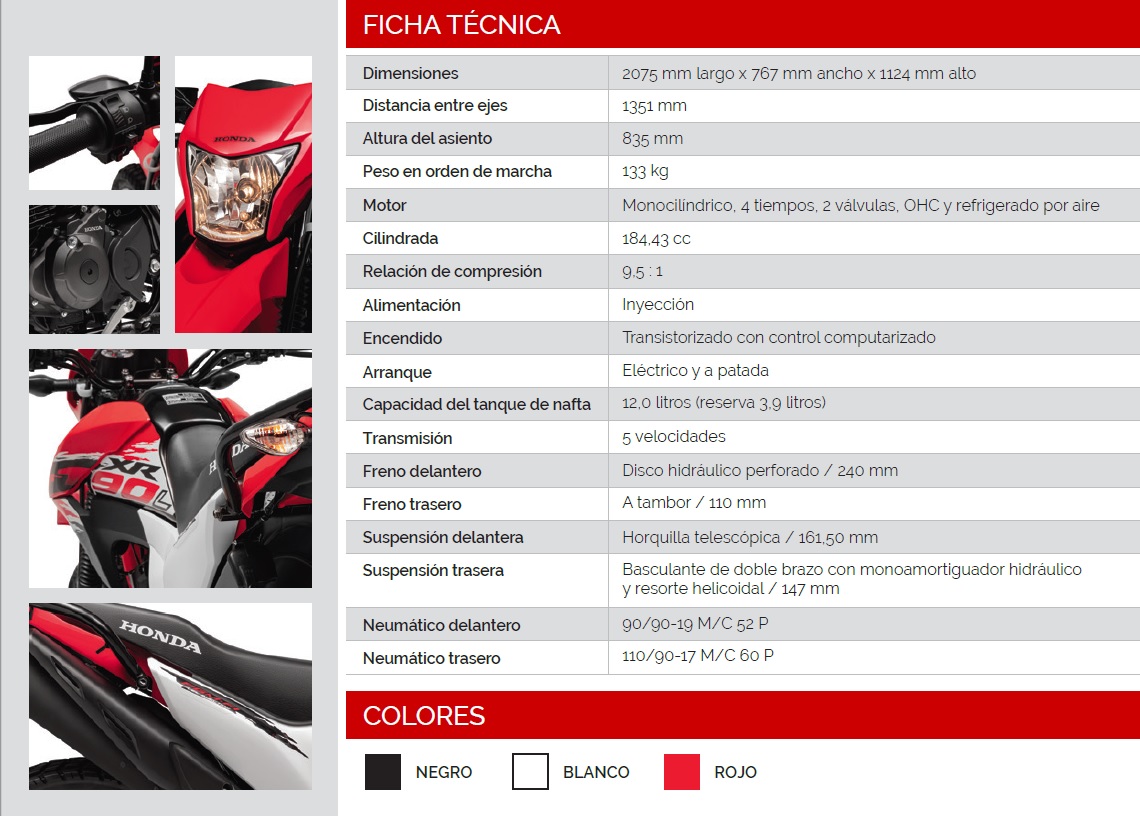 FICHA TÉCNICA
Dimensiones 2075 mm largo x 767 mm ancho x 1124 mm alto
Distancia entre ejes 1351 mm
Altura del asiento 835 mm
Peso en orden de marcha 133 kg
Motor Monocilíndrico, 4 tiempos, 2 válvulas, OHC y refrigerado por aire
Cilindrada 184,43 cc
Relación de compresión 9,5 : 1
Alimentación Inyección
Encendido Transistorizado con control computarizado
Arranque Eléctrico y a patada
Capacidad del tanque de nafta 12,0 litros (reserva 3,9 litros)
Transmisión 5 velocidades
Freno delantero Disco hidráulico perforado / 240 mm
Freno trasero A tambor / 110 mm
Suspensión delantera Horquilla telescópica / 161,50 mm
Suspensión trasera Basculante de doble brazo con monoamortiguador hidráulico
y resorte helicoidal / 147 mm
Neumático delantero 90/90-19 M/C 52 P
Neumático trasero 110/90-17 M/C 60 P
COLORES
NEGRO BLANCO ROJO
HONDA
HONDA
XR
90L
HONDA
HONDA